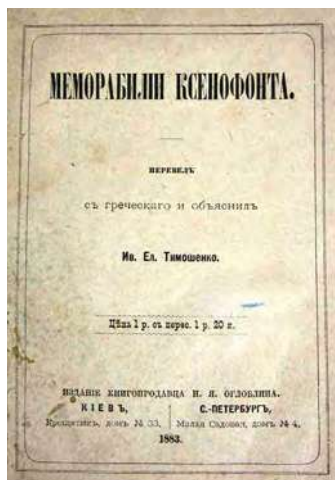 МЕМОРАБИЛІИ КСЕНОФОНТА.
ПЕРЕВЕЛЪ
съ греческаго и объяснилъ
Ив. Ел. Тимошенко.
Цѣна 1 р. съ перес. 1 р. 20 к.
ИЗДАНІЕ КНИГОПРОДАВЦА Н. Я. ОГЛОБЛИНА.
КІЕВЪ, С.-ПЕТЕРБУРГЪ,
Крещатикъ, домъ № 33. Малая Садовая, домъ № 4.
1883.